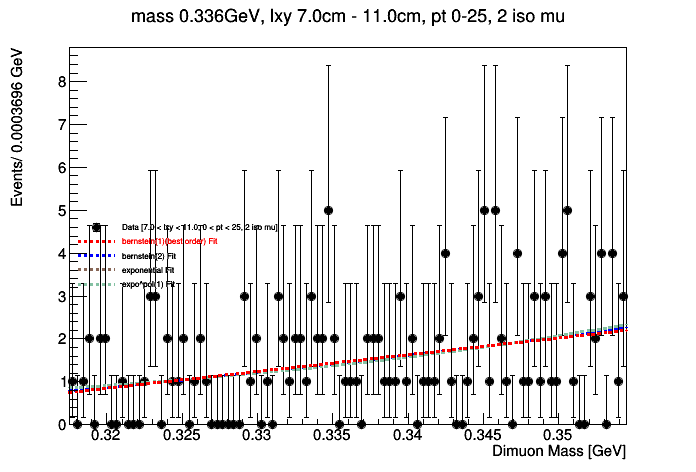 mass 0.336GeV, lxy 7.0cm - 11.0cm, pt 0-25, 2 iso mu
Events/ 0.0003696 GeV
8
7
6
5
4
3
2
1
0
Data [7.0 < lxy < 11.0, 0 < pt < 25, 2 iso mu]
bernstein(1)(best order) Fit
bernstein(2) Fit
exponential Fit
expo*pol(1) Fit
0.32 0.325 0.33 0.335 0.34 0.345 0.35
Dimuon Mass [GeV]